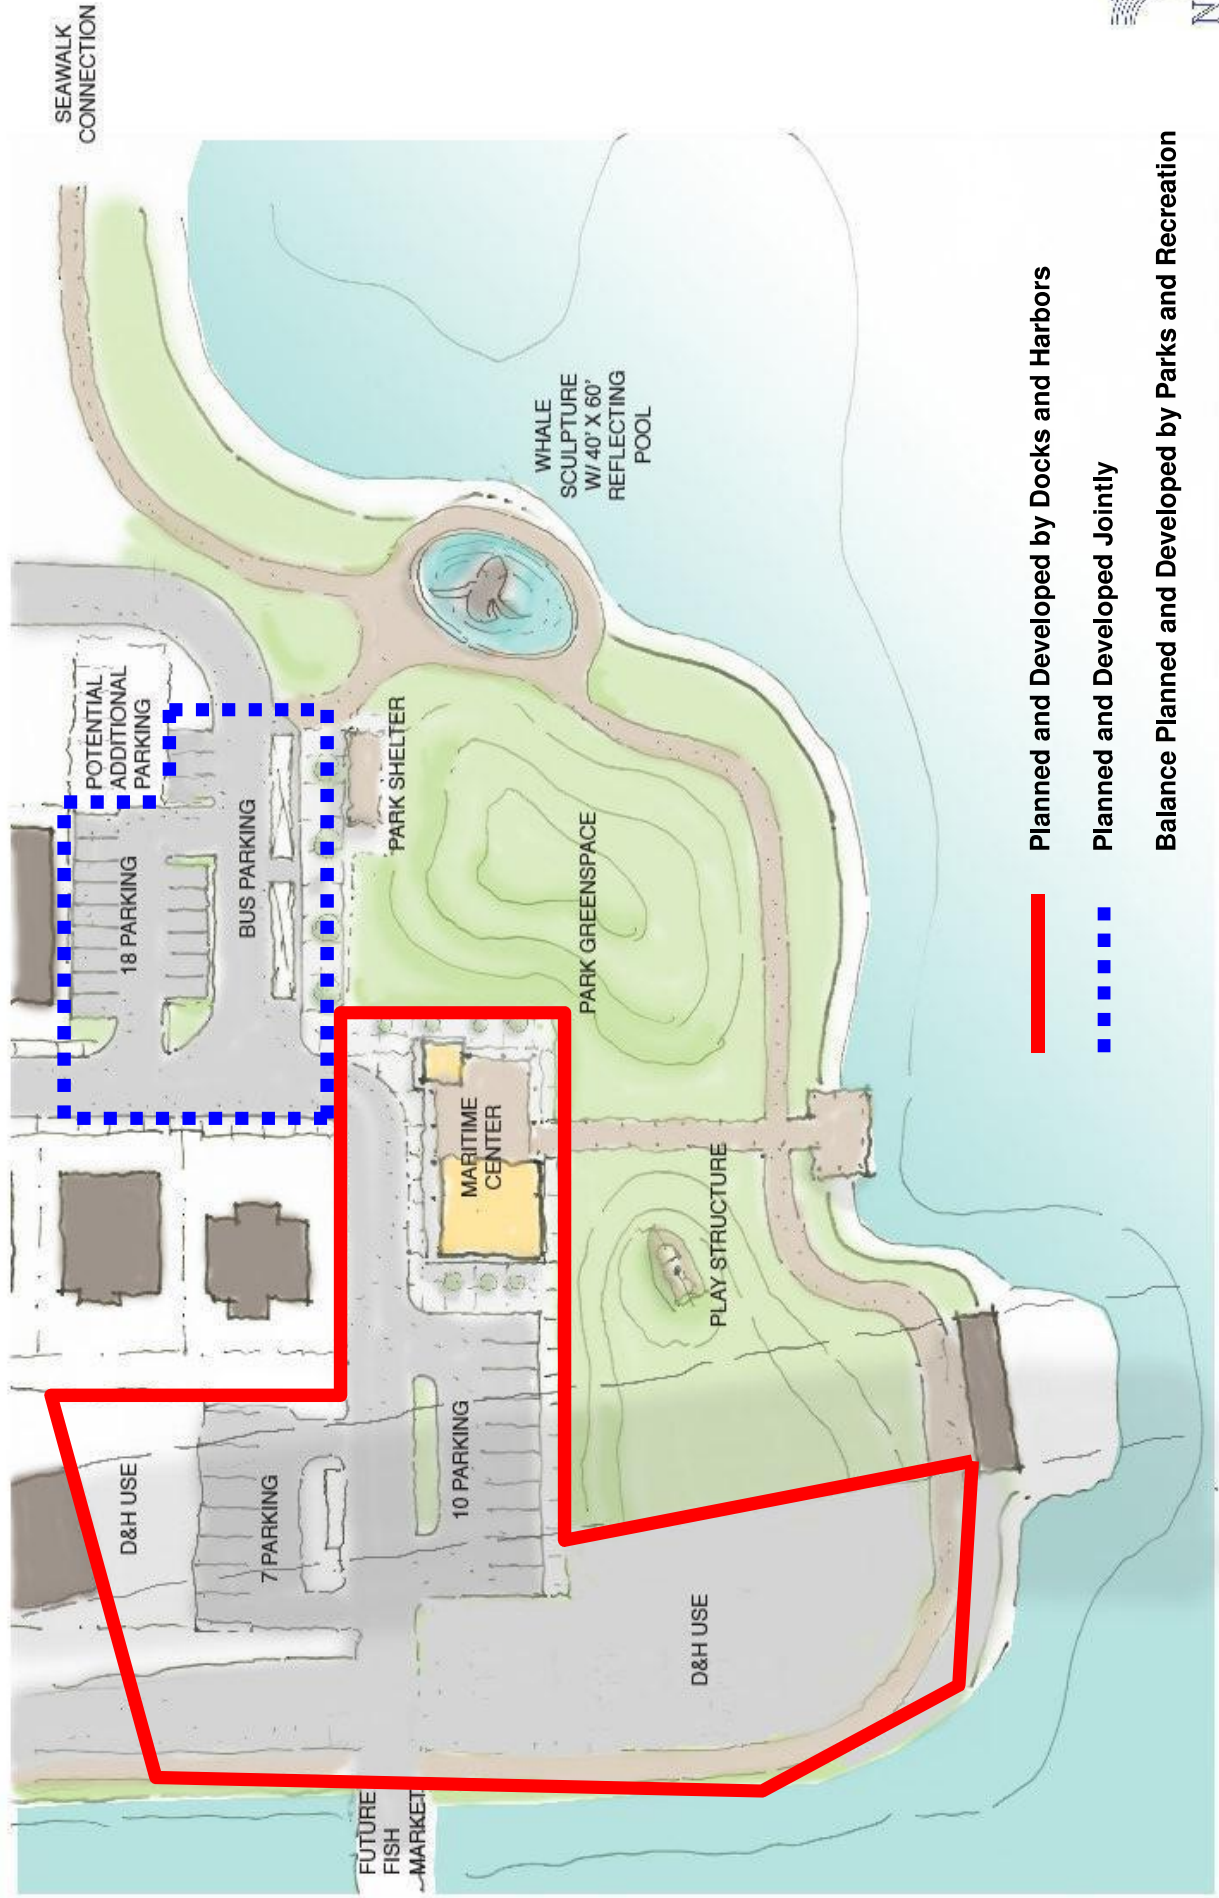 SEAWALK
CONNECTION
POTENTIAL
ADDITIONAL
PARKING
18 PARKING
BUS PARKING
PARK SHELTER
WHALE
SCULPTURE
W/ 40' X 60'
REFLECTING
POOL
PARK GREENSPACE
MARITIME
CENTER
PLAY STRUCTURE
D&H USE
7 PARKING
10 PARKING
D&H USE
FUTURE
FISH
MARKET
Planned and Developed by Docks and Harbors
Planned and Developed Jointly
Balance Planned and Developed by Parks and Recreation